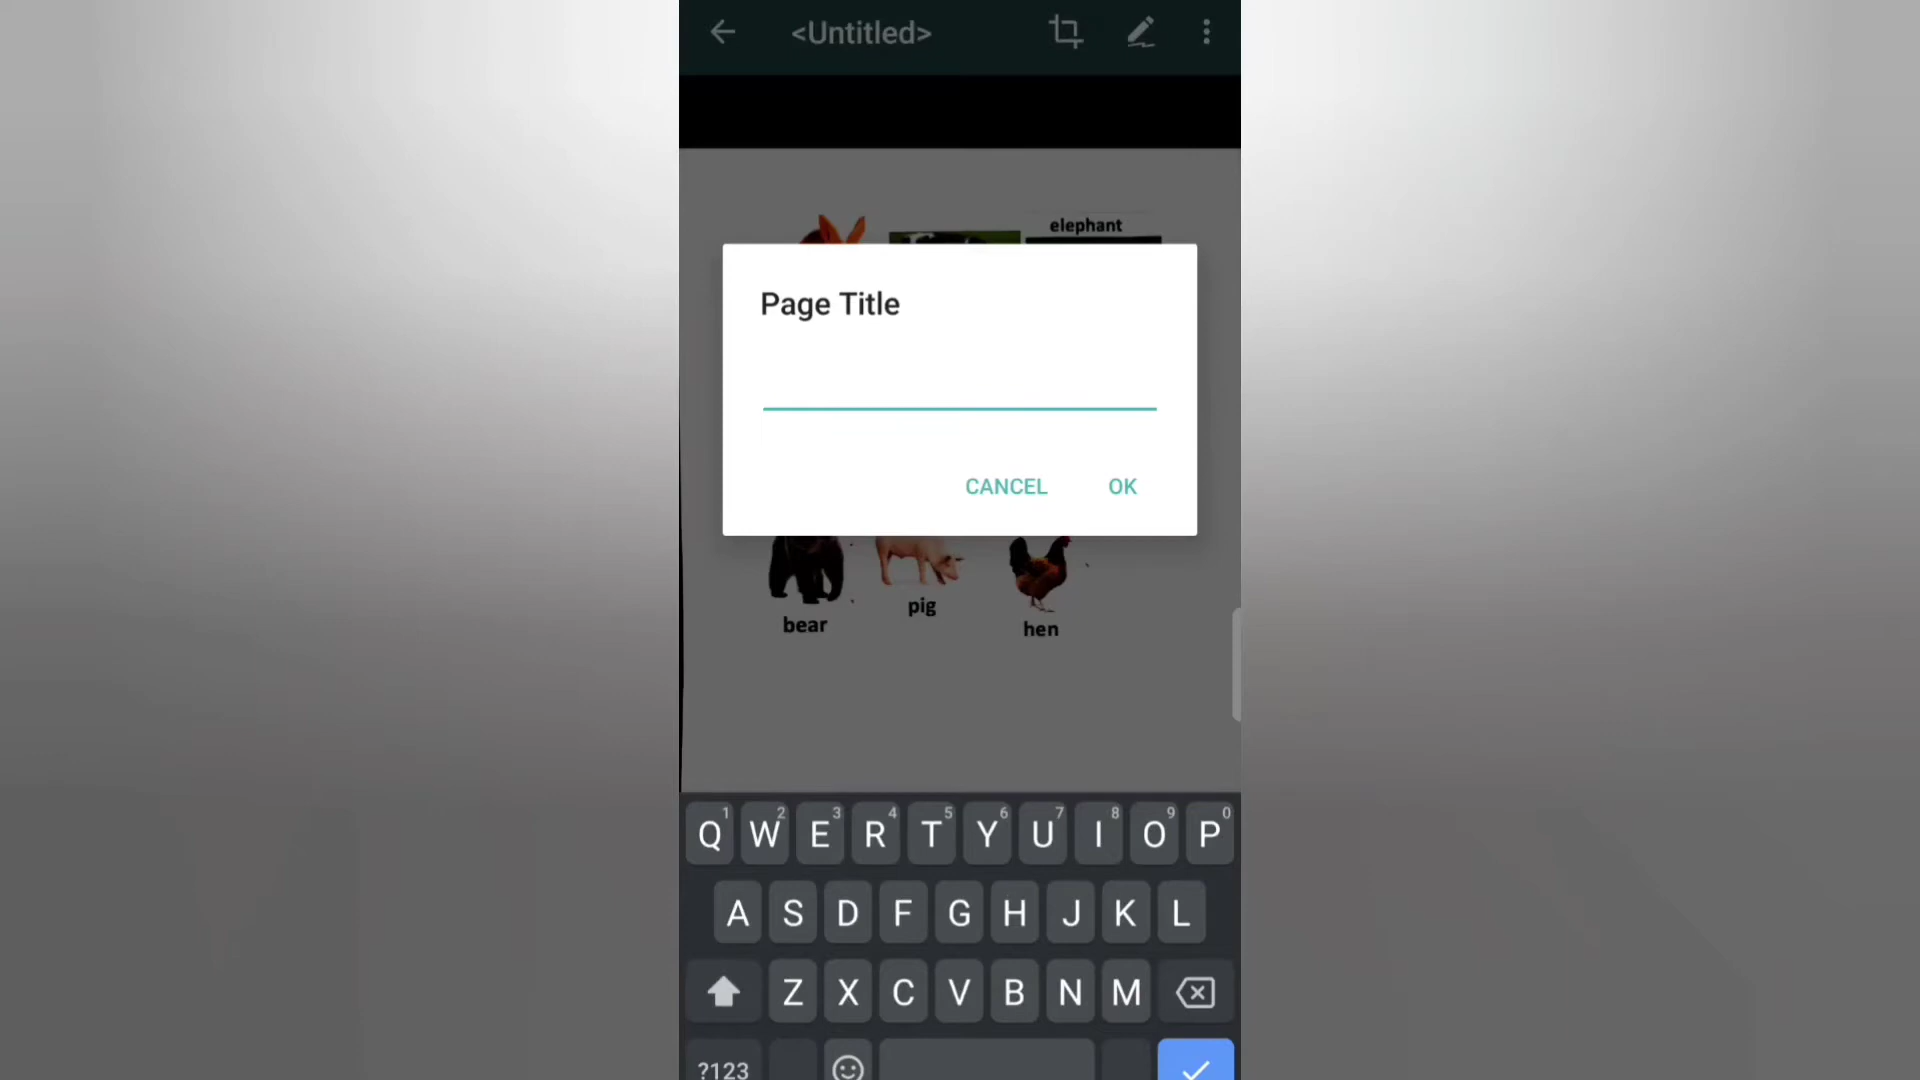 <Untitled>
elephant
Page Title
CANCEL OK
bear
pig
hen
1 2 3 4 5 6 7 8 9 0
Q W E R T Y U I O P
A S D F G H J K L
Z X C V B N M
?123